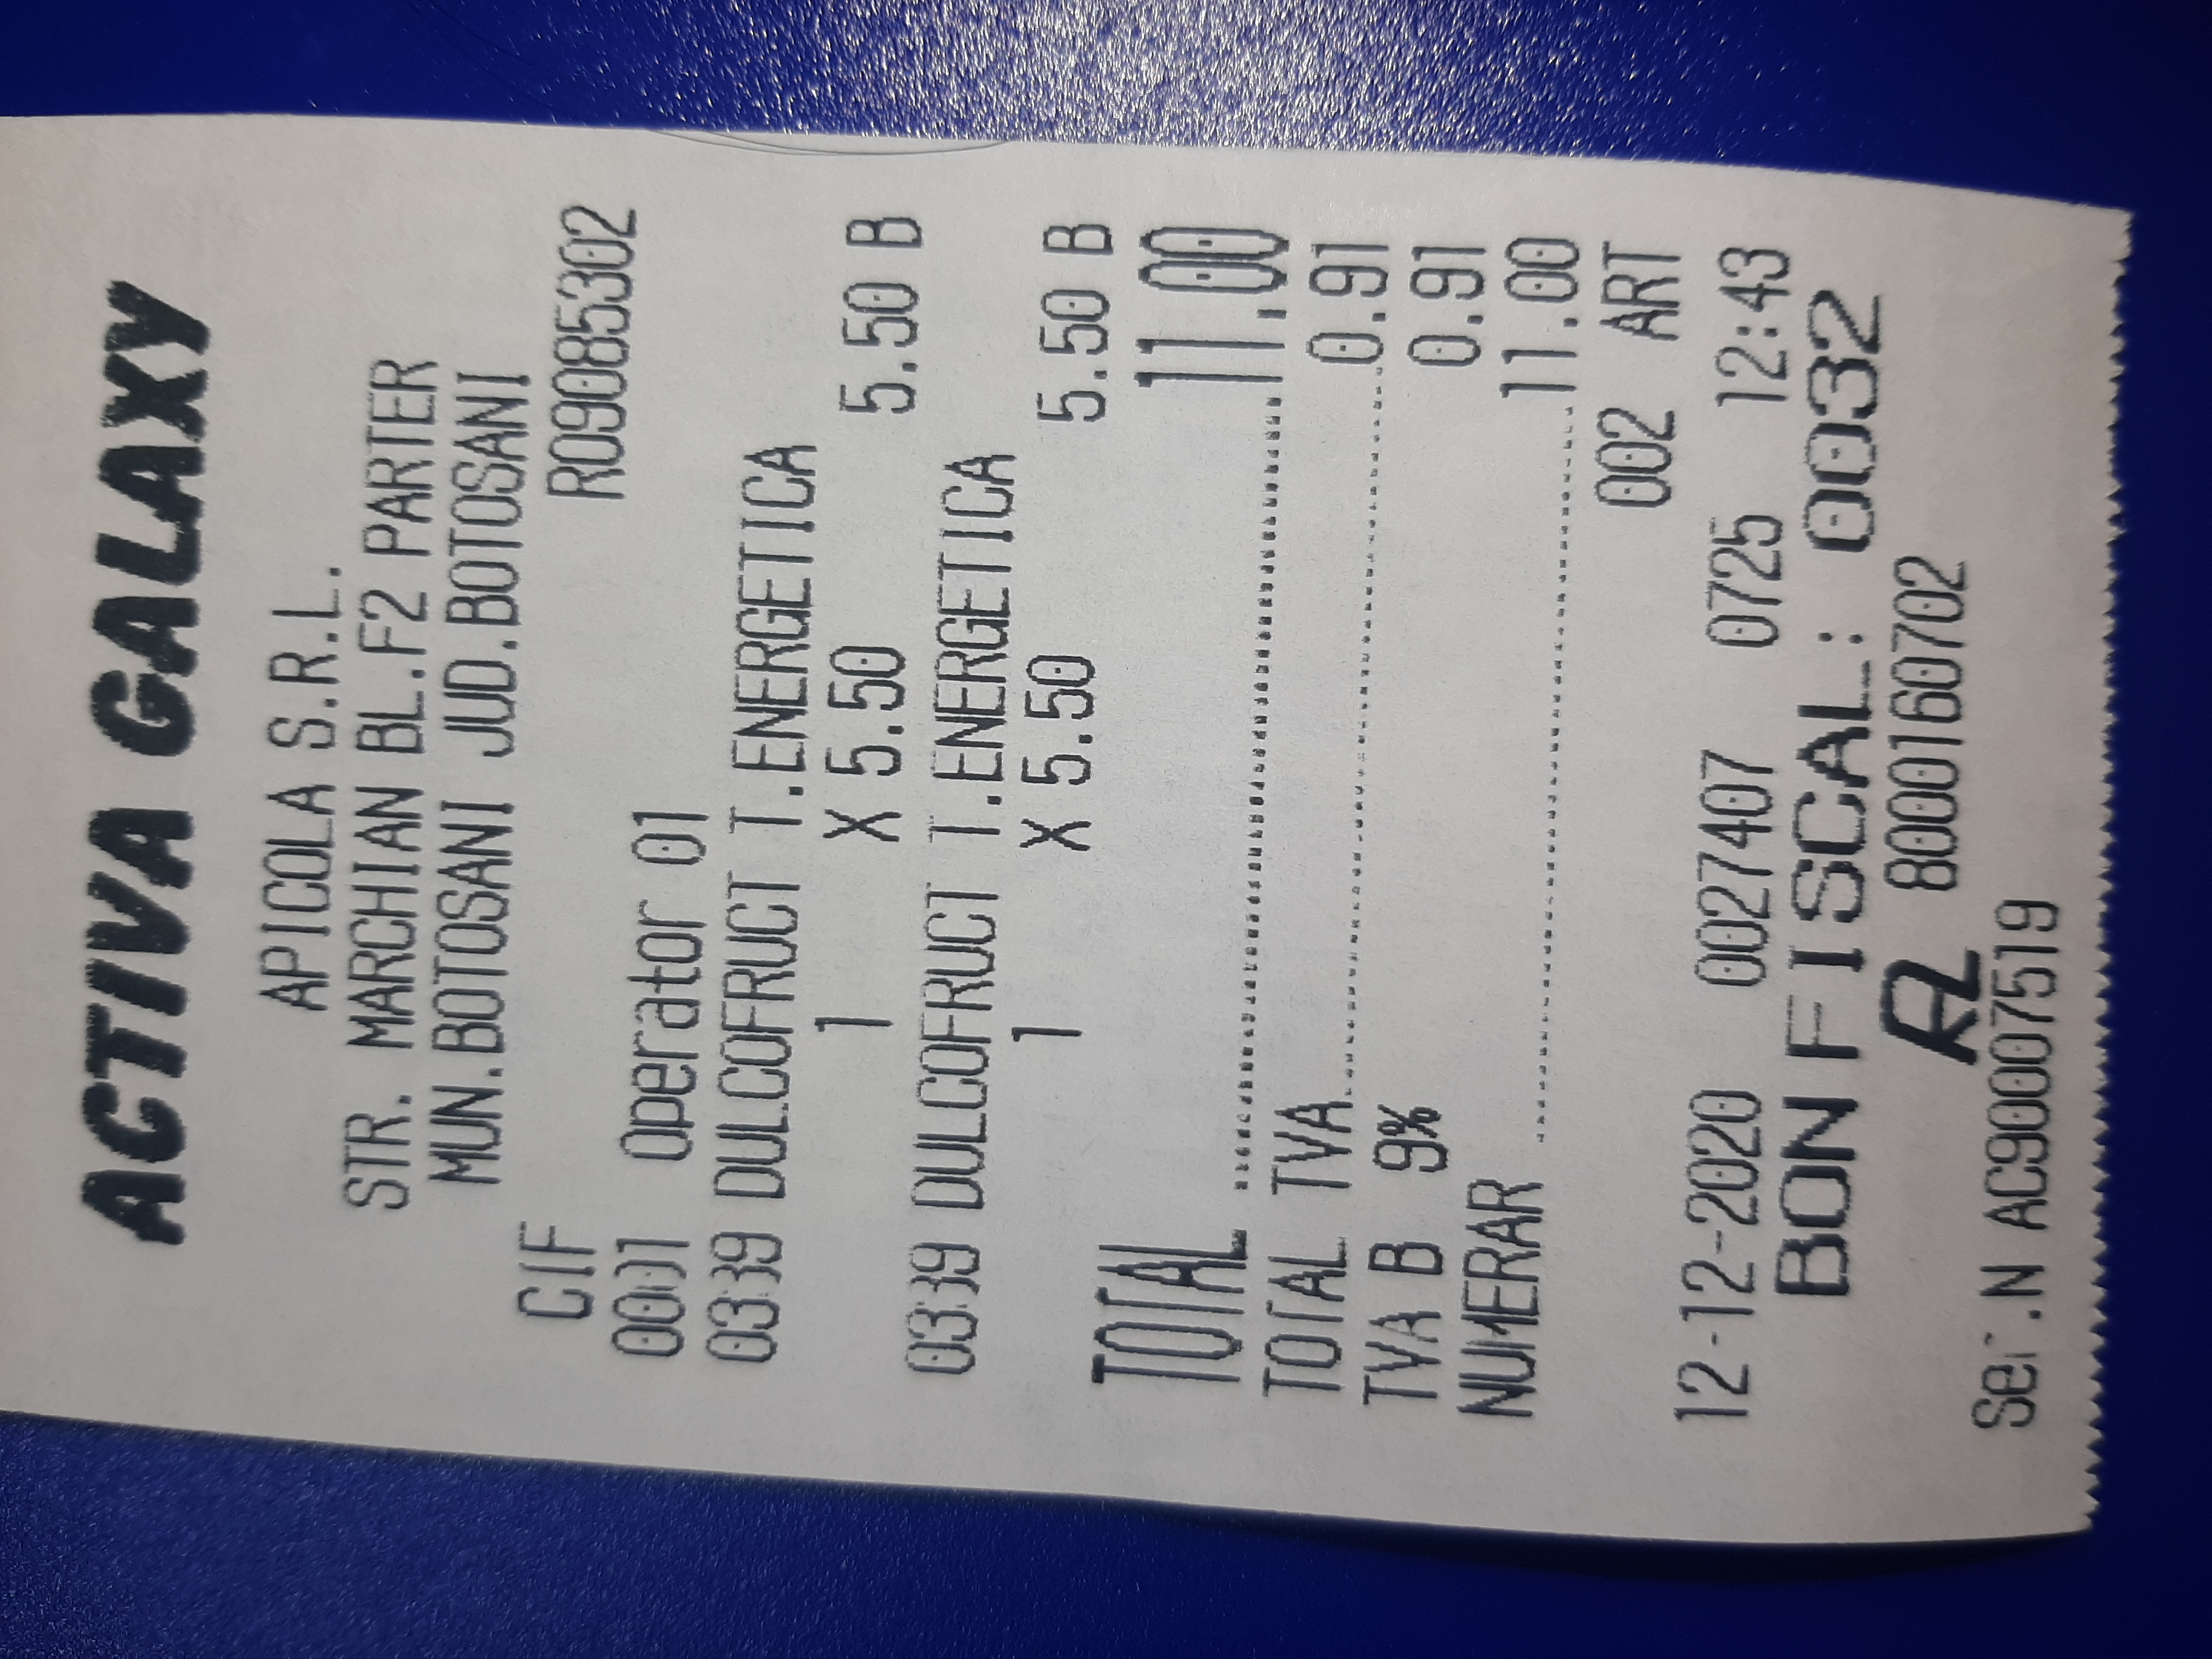 ACTIVA GALAXY
APICOLA S.R.L.
STR. MARCHIAN BL.F2 PARTER
MUN.BOTOSANI JUD.BOTOSANI
CIF RO9085302
0001 Operator 01
0339 DULCOFRUCT T.ENERGETICA
1 X 5.50 5.50 B
0339 DULCOFRUCT T.ENERGETICA
1 X 5.50 5.50 B
TOTAL 11.00
TOTAL TVA 0.91
TVA B 9% 0.91
NUMERAR 11.00
002 ART
12-12-2020 0027407 0725 12:43
BON FISCAL: 0032
8000160702
Ser.N AC9000007519